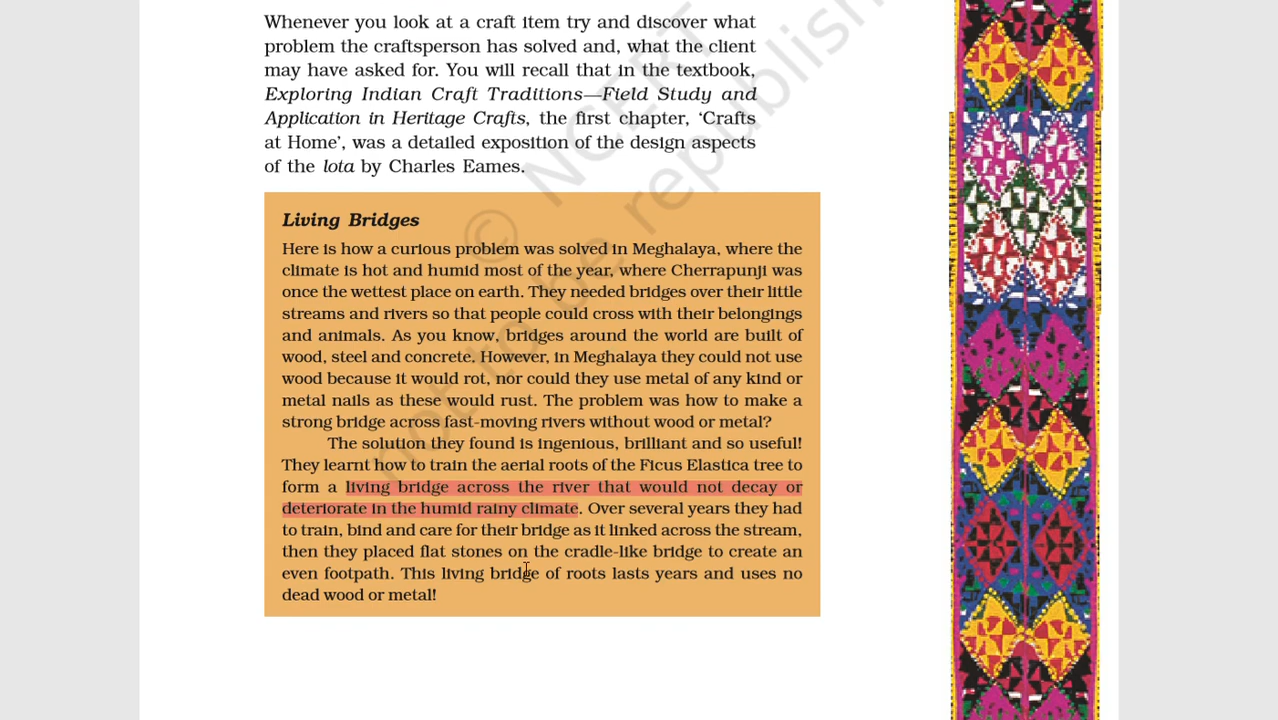 Whenever you look at a craft item try and discover what
problem the craftsperson has solved and, what the client
may have asked for. You will recall that in the textbook,
Exploring Indian Craft Traditions—Field Study and
Application in Heritage Crafts, the first chapter, ‘Crafts
at Home’, was a detailed exposition of the design aspects
of the lota by Charles Eames.
Living Bridges
Here is how a curious problem was solved in Meghalaya, where the
climate is hot and humid most of the year, where Cherrapunji was
once the wettest place on earth. They needed bridges over their little
streams and rivers so that people could cross with their belongings
and animals. As you know, bridges around the world are built of
wood, steel and concrete. However, in Meghalaya they could not use
wood because it would rot, nor could they use metal of any kind or
metal nails as these would rust. The problem was how to make a
strong bridge across fast-moving rivers without wood or metal?
The solution they found is ingenious, brilliant and so useful!
They learnt how to train the aerial roots of the Ficus Elastica tree to
form a living bridge across the river that would not decay or
deteriorate in the humid rainy climate. Over several years they had
to train, bind and care for their bridge as it linked across the stream,
then they placed flat stones on the cradle-like bridge to create an
even footpath. This living bridge of roots lasts years and uses no
dead wood or metal!
© NCERT
not to be republish